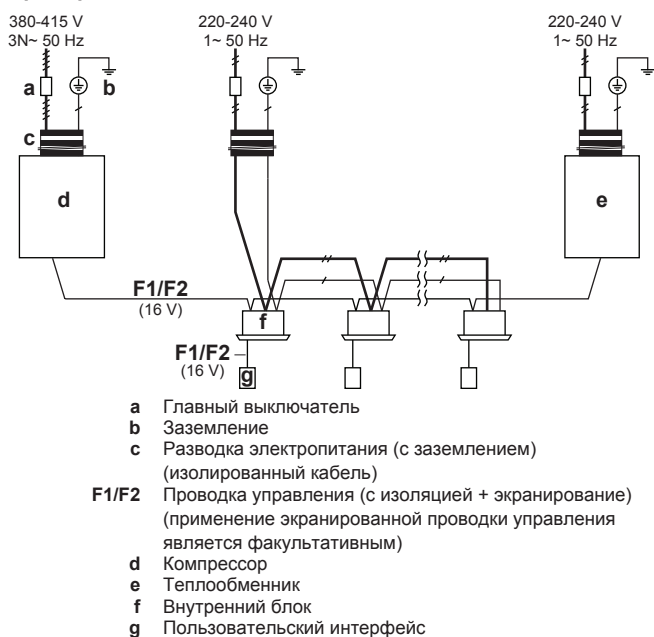 380-415 V
3N~ 50 Hz
220-240 V
1~ 50 Hz
220-240 V
1~ 50 Hz
a
b
c
d
e
F1/F2
(16 V)
f
F1/F2
(16 V)
g
a Главный выключатель
b Заземление
c Разводка электропитания (с заземлением)
(изолированный кабель)
F1/F2 Проводка управления (с изоляцией + экранирование)
(применение экранированной проводки управления
является факультативным)
d Компрессор
e Теплообменник
f Внутренний блок
g Пользовательский интерфейс